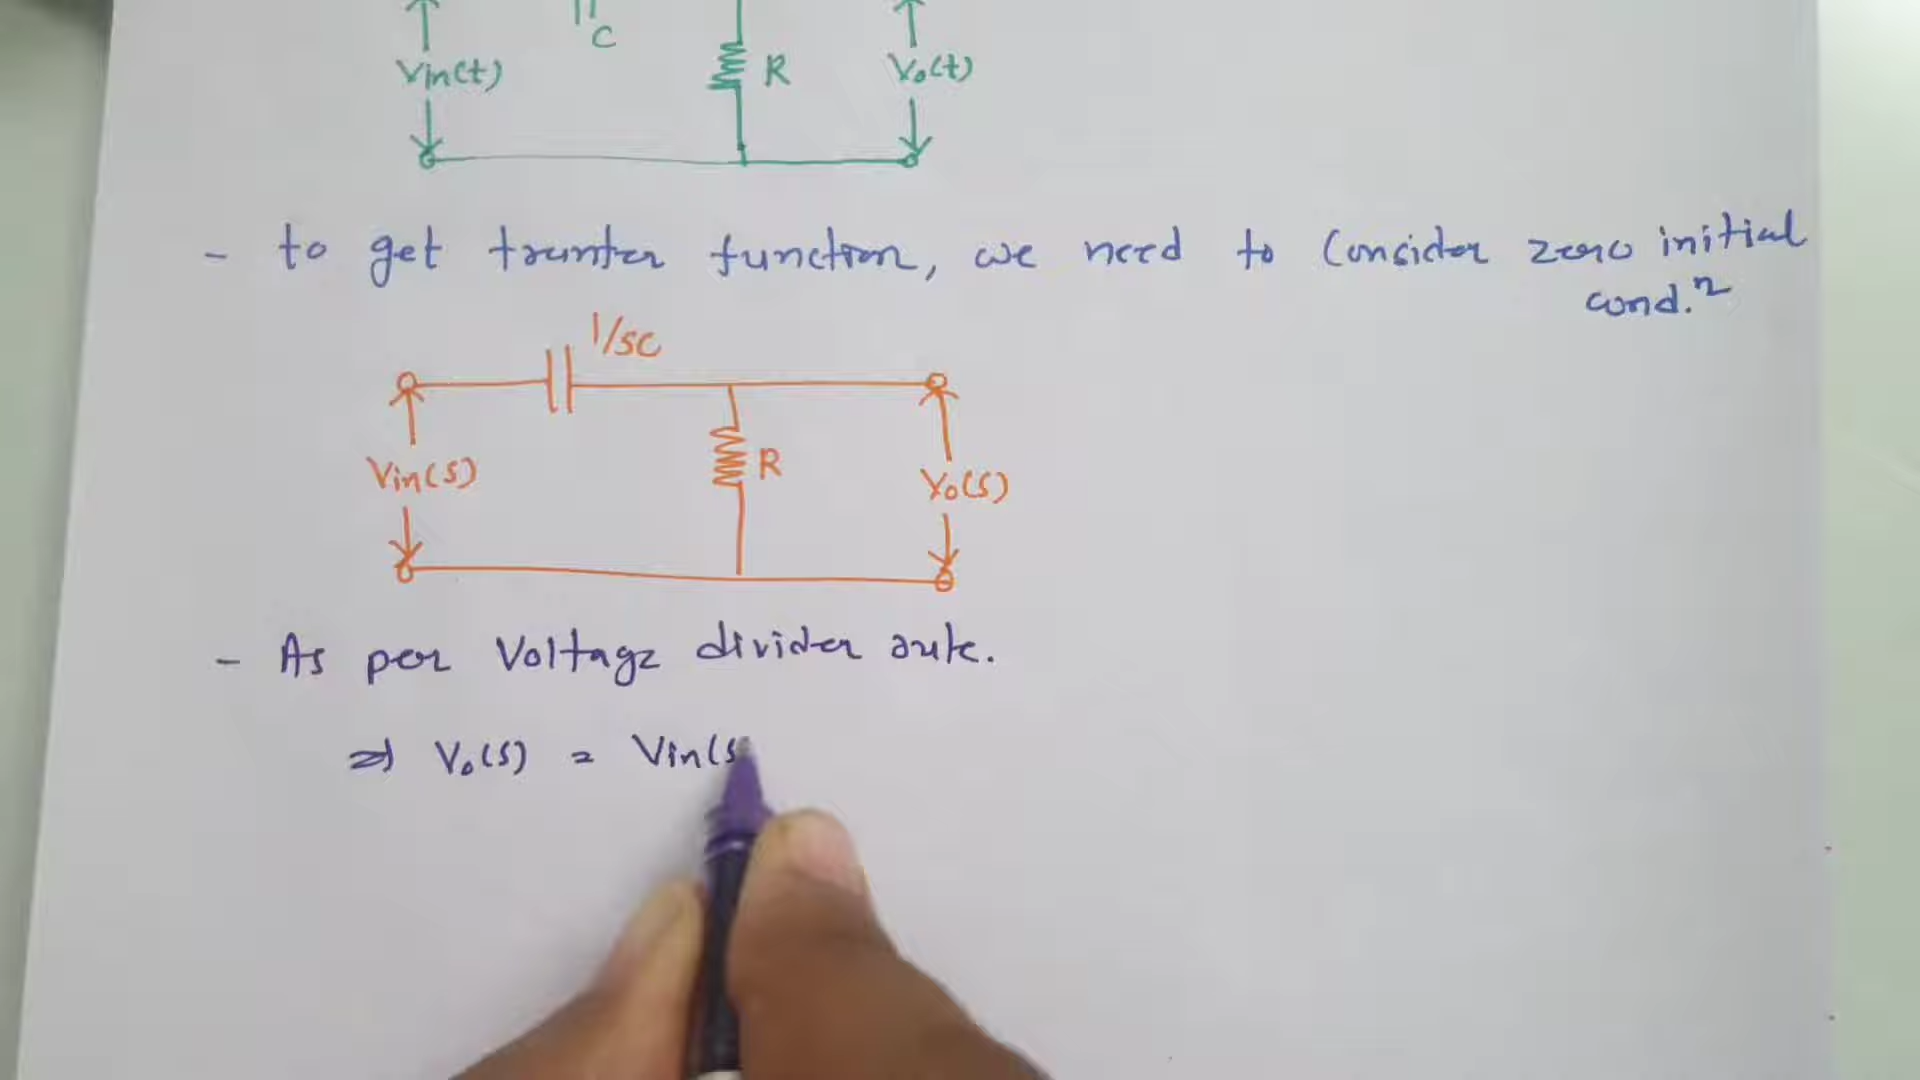 C
Vin(t) R Vo(t)
- to get transfer function, we need to Consider zero initial
cond.n
1/sc
Vin(s) R Vo(s)
- As per Voltage divider rule.
⇒ Vo(s) = Vin(s